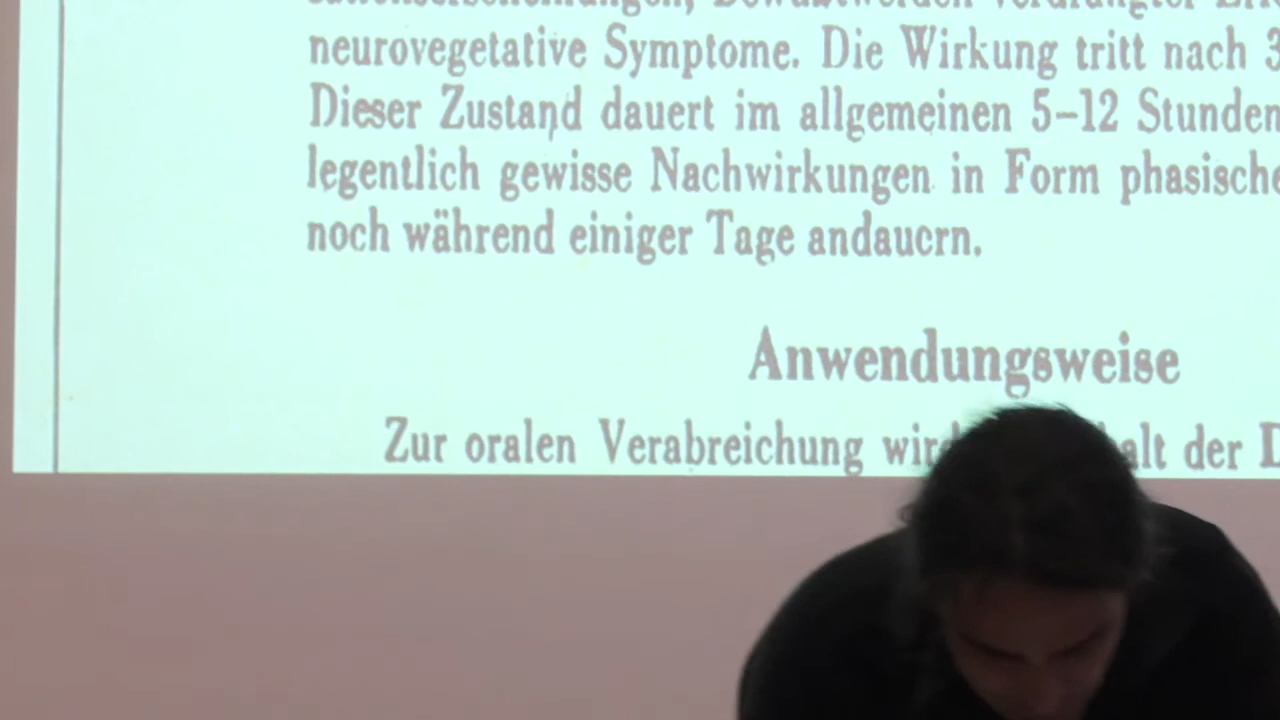 neurovegetative Symptome. Die Wirkung tritt nach 3
Dieser Zustand dauert im allgemeinen 5–12 Stunden
legentlich gewisse Nachwirkungen in Form phasische
noch während einiger Tage andauern.
Anwendungsweise
Zur oralen Verabreichung wird alt der D